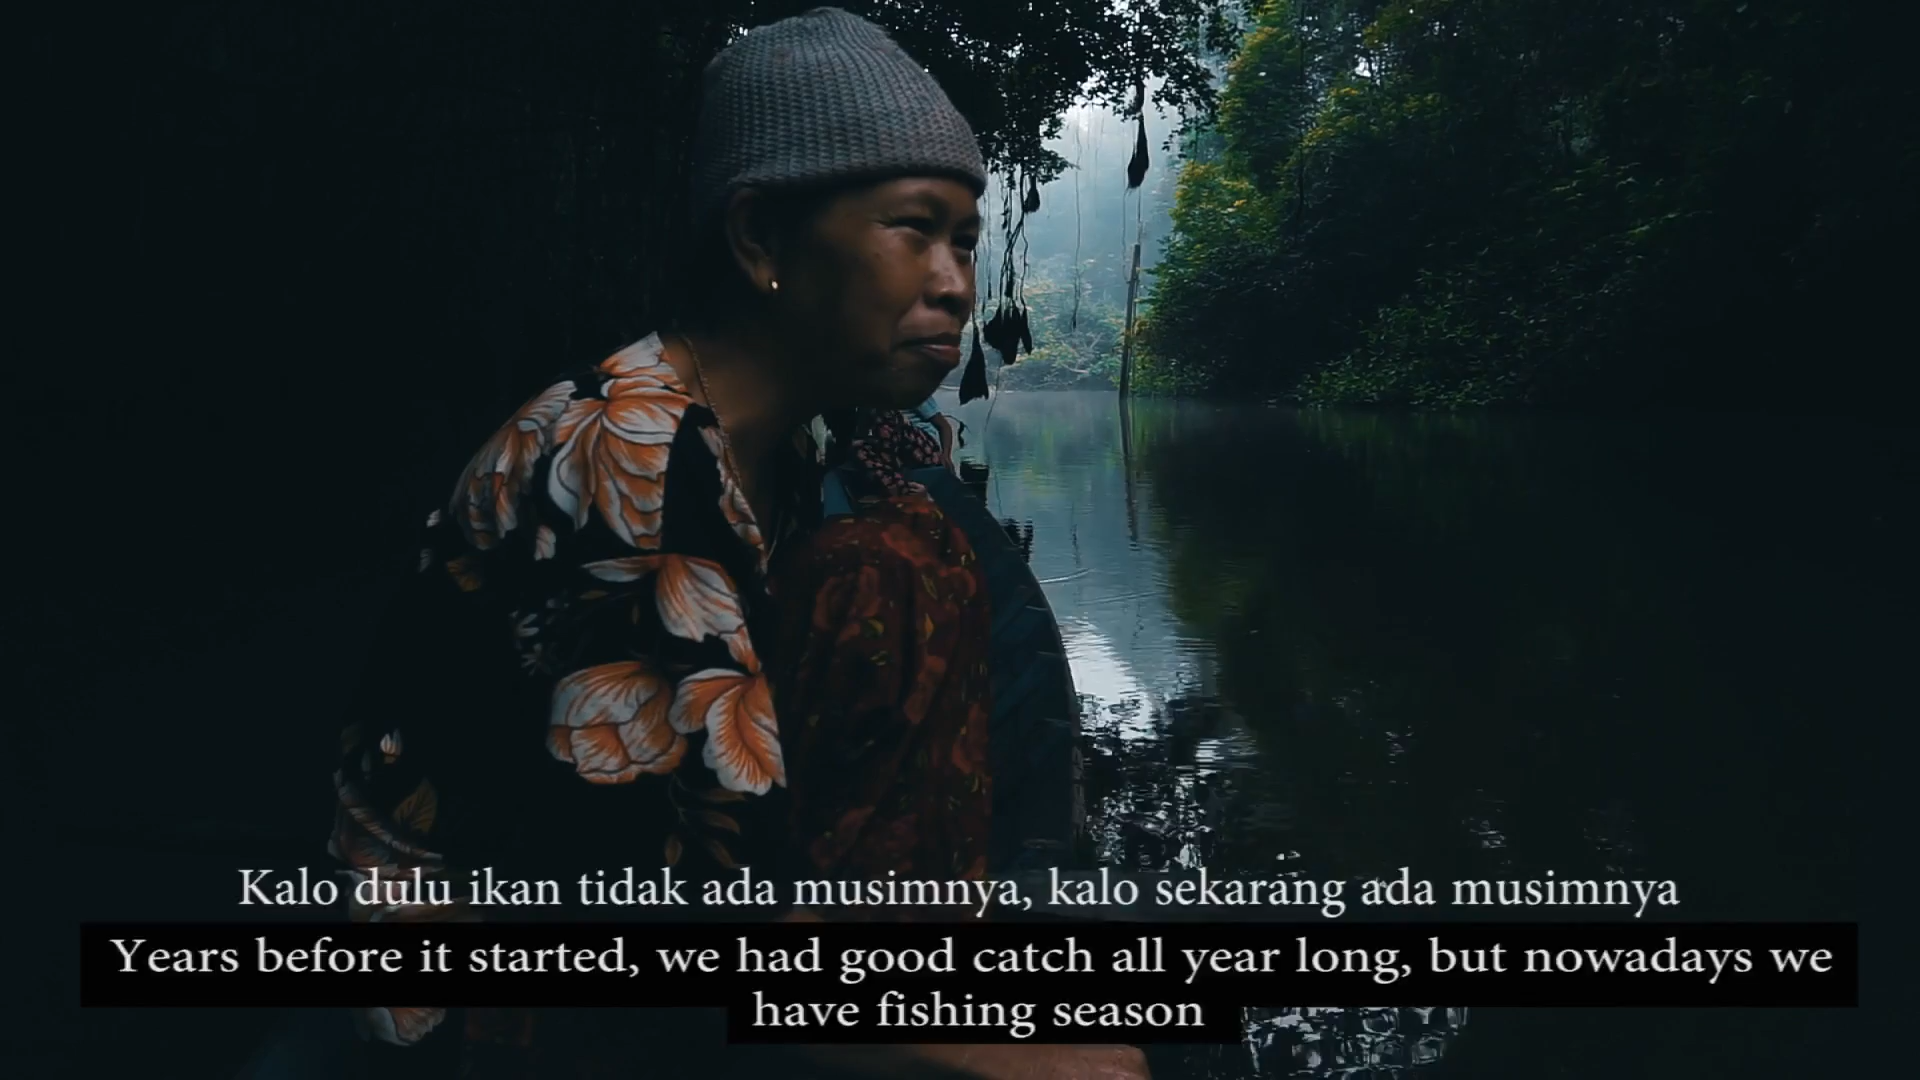 Kalo dulu ikan tidak ada musimnya, kalo sekarang ada musimnya
Years before it started, we had good catch all year long, but nowadays we
have fishing season